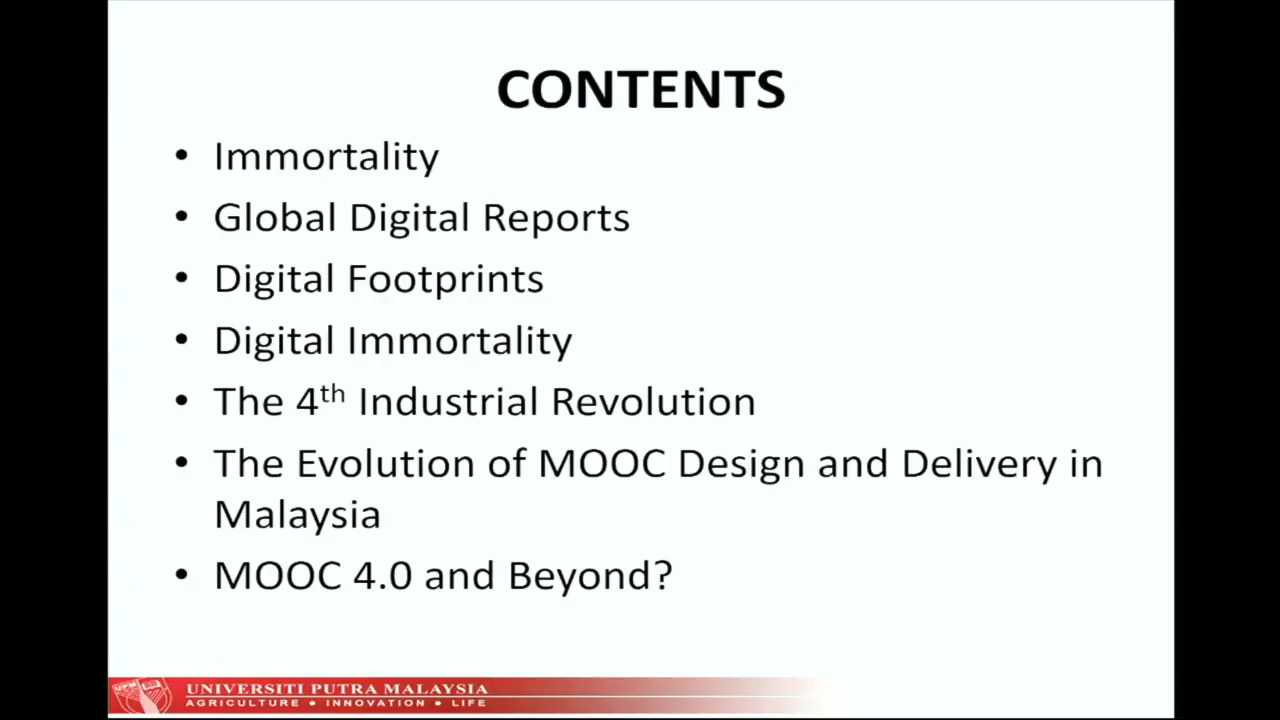 CONTENTS
• Immortality
• Global Digital Reports
• Digital Footprints
• Digital Immortality
• The 4th Industrial Revolution
• The Evolution of MOOC Design and Delivery in
Malaysia
• MOOC 4.0 and Beyond?
UPM
UNIVERSITI PUTRA MALAYSIA
AGRICULTURE • INNOVATION • LIFE